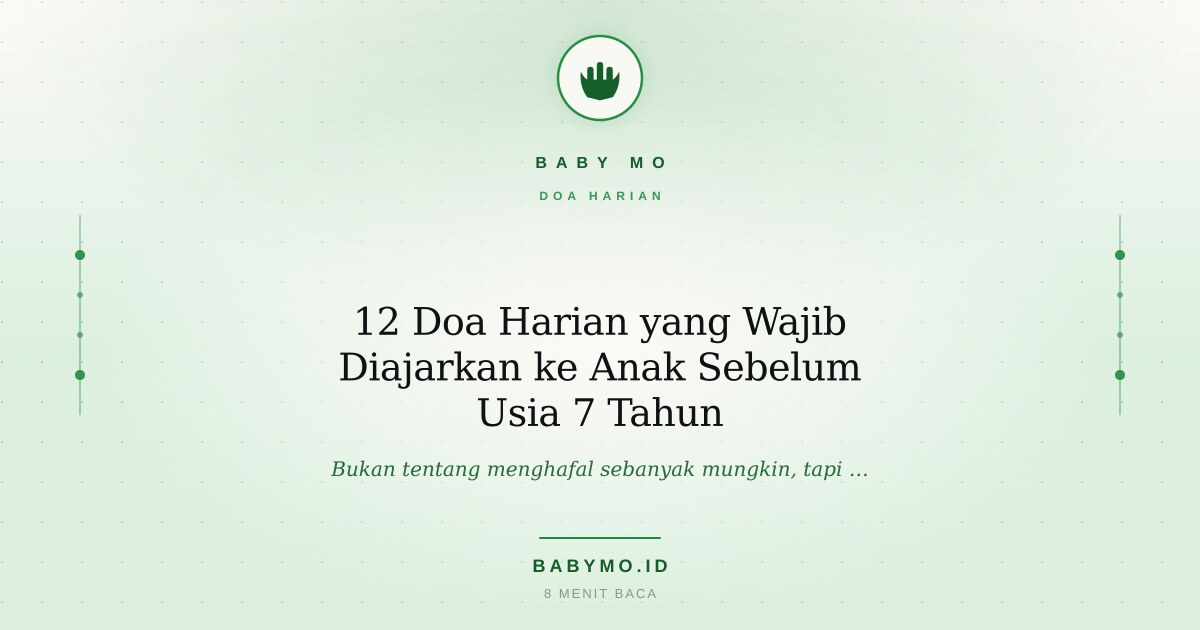 BABY MO
DOA HARIAN
12 Doa Harian yang Wajib
Diajarkan ke Anak Sebelum
Usia 7 Tahun
Bukan tentang menghafal sebanyak mungkin, tapi ...
BABYMO.ID
8 MENIT BACA